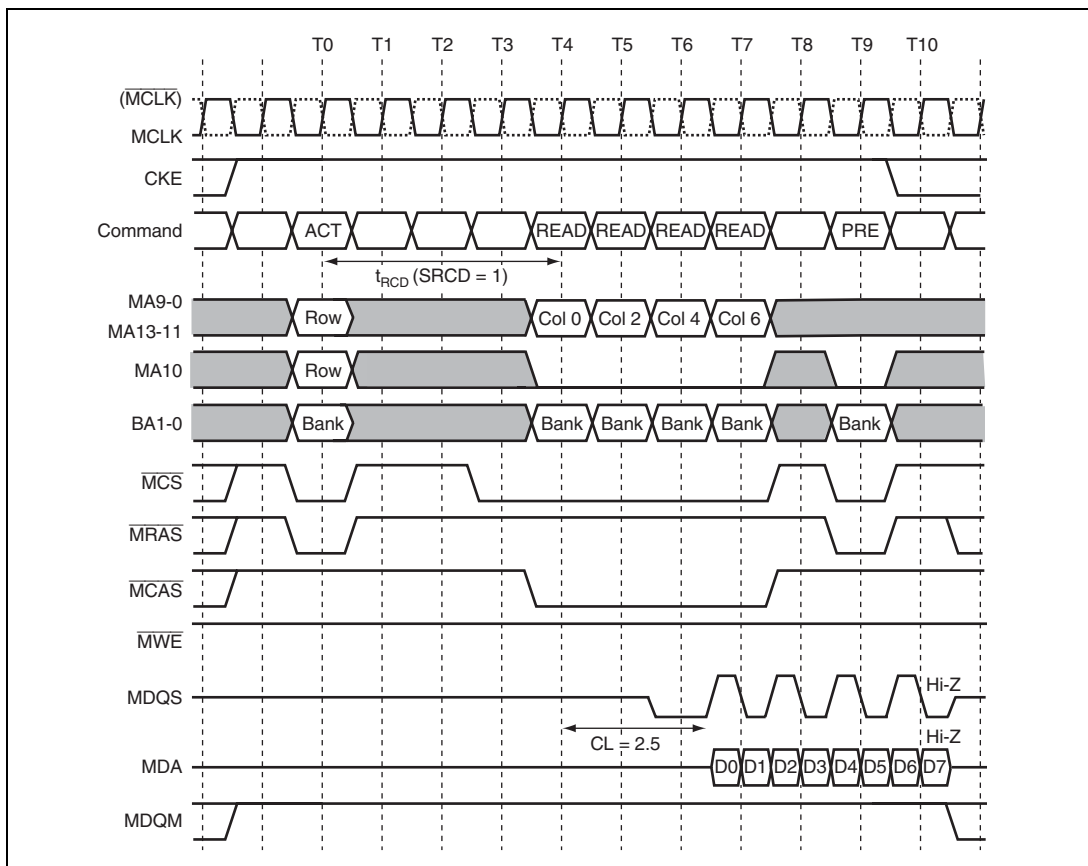 T0 T1 T2 T3 T4 T5 T6 T7 T8 T9 T10
(MCLK)
MCLK
CKE
Command ACT READ READ READ READ PRE
tRCD (SRCD = 1)
MA9-0
MA13-11 Row Col 0 Col 2 Col 4 Col 6
MA10 Row
BA1-0 Bank Bank Bank Bank Bank Bank
MCS
MRAS
MCAS
MWE
MDQS Hi-Z
CL = 2.5 Hi-Z
MDA D0 D1 D2 D3 D4 D5 D6 D7
MDQM